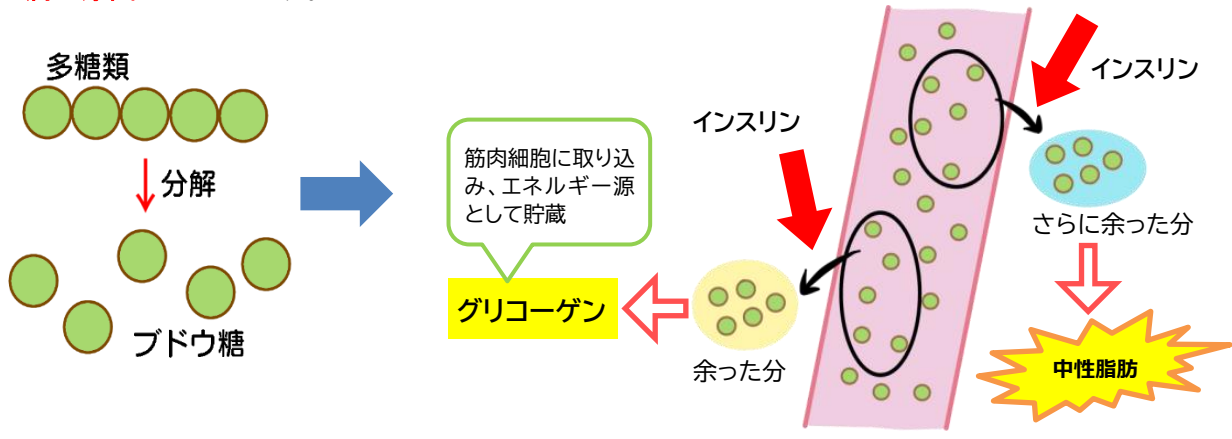 多糖類
分解
ブドウ糖
筋肉細胞に取り込
み、エネルギー源
として貯蔵
グリコーゲン
インスリン
余った分
インスリン
さらに余った分
中性脂肪